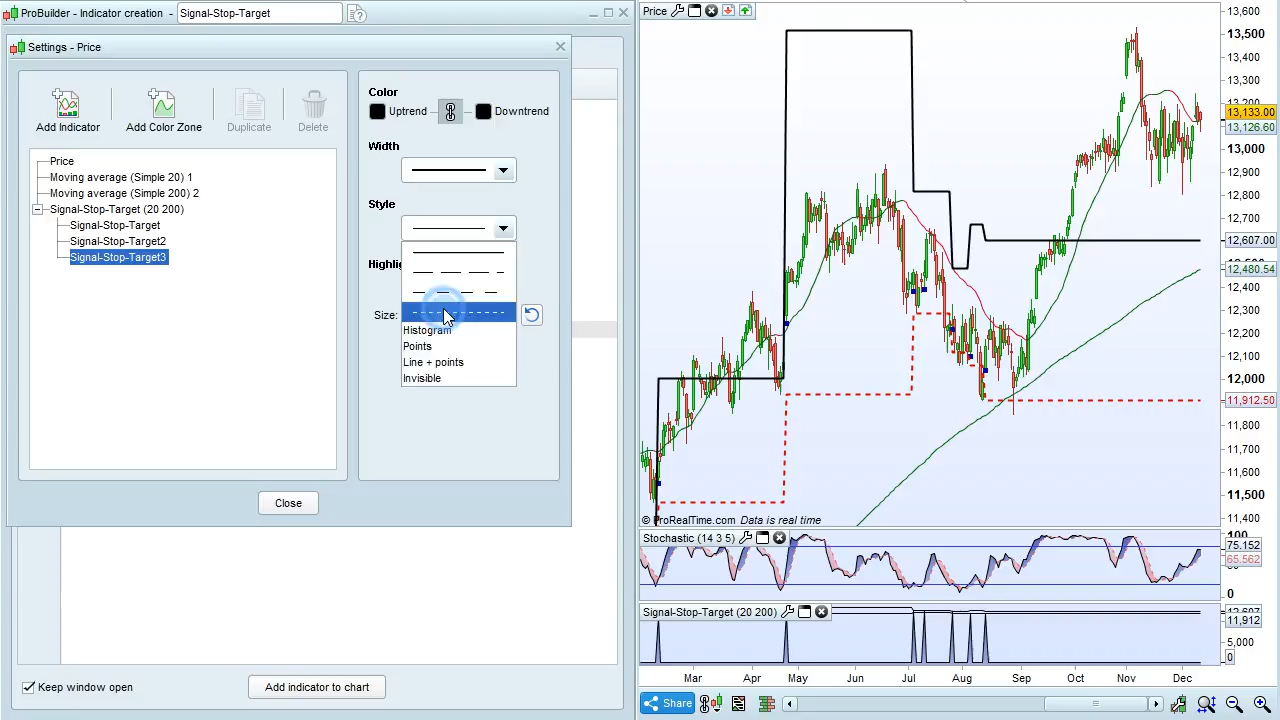 ProBuilder - Indicator creation - Signal-Stop-Target
Settings - Price
Add Indicator
Add Color Zone
Duplicate
Delete
Price
Moving average (Simple 20) 1
Moving average (Simple 200) 2
Signal-Stop-Target (20 200)
Signal-Stop-Target
Signal-Stop-Target2
Signal-Stop-Target3
Color
Uptrend
Downtrend
Width
Style
Size:
Histogram
Points
Line + points
Invisible
Close
Keep window open
Add indicator to chart
Price
13,600
13,500
13,400
13,300
13,133.00
13,126.60
13,000
12,900
12,800
12,700
12,607.00
12,480.54
12,400
12,300
12,200
12,100
12,000
11,912.50
11,800
11,700
11,600
11,500
11,400
© ProRealTime.com Data is real time
Stochastic (14 3 5)
100
75.152
65.562
0
Signal-Stop-Target (20 200)
12,607
11,912
5,000
0
Mar
Apr
May
Jun
Jul
Aug
Sep
Oct
Nov
Dec
Share